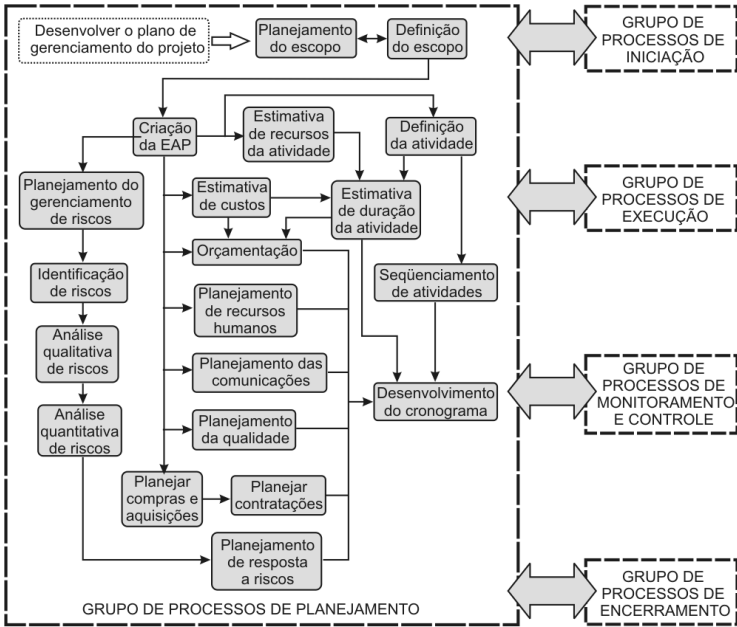 Desenvolver o plano de
gerenciamento do projeto
Planejamento
do escopo
Definição
do escopo
GRUPO DE
PROCESSOS DE
INICIAÇÃO
Criação
da EAP
Estimativa
de recursos
da atividade
Definição
da atividade
Planejamento do
gerenciamento
de riscos
Estimativa
de custos
Estimativa
de duração
da atividade
GRUPO DE
PROCESSOS DE
EXECUÇÃO
Orçamentação
Identificação
de riscos
Seqüenciamento
de atividades
Planejamento
de recursos
humanos
Análise
qualitativa
de riscos
Planejamento das
comunicações
Desenvolvimento
do cronograma
GRUPO DE
PROCESSOS DE
MONITORAMENTO
E CONTROLE
Análise
quantitativa
de riscos
Planejamento
da qualidade
Planejar
compras e
aquisições
Planejar
contratações
Planejamento
de resposta
a riscos
GRUPO DE
PROCESSOS DE
ENCERRAMENTO
GRUPO DE PROCESSOS DE PLANEJAMENTO